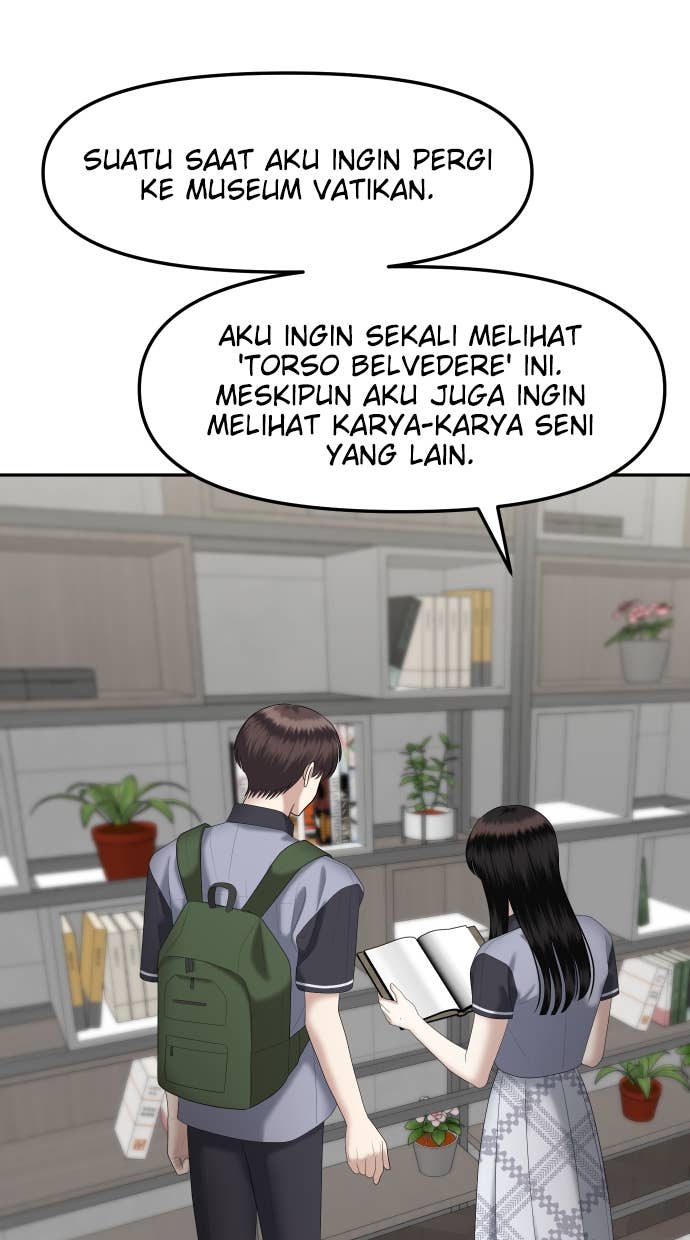 SUATU SAAT AKU INGIN PERGI
KE MUSEUM VATIKAN.
AKU INGIN SEKALI MELIHAT
'TORSO BELVEDERE' INI.
MESKIPUN AKU JUGA INGIN
MELIHAT KARYA-KARYA SENI
YANG LAIN.